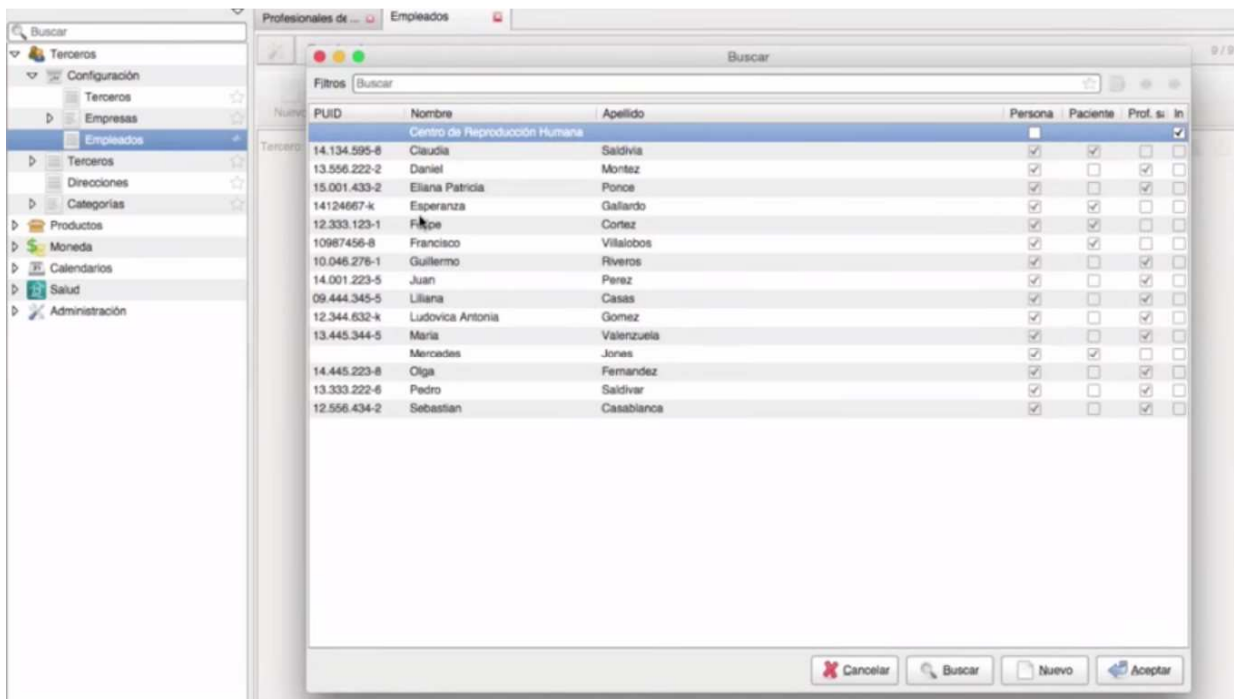 Profesionales de ... Empleados
Buscar
Terceros
Configuración
Terceros
Empresas
Empleados
Terceros
Direcciones
Categorías
Productos
Moneda
Calendarios
Salud
Administración
Nuevo
Tercero:
9 / 9
Buscar
Filtros Buscar
PUID Nombre Apellido Persona Paciente Prof. si In
Centro de Reproducción Humana
14.134.595-8 Claudia Saldivia
13.556.222-2 Daniel Montez
15.001.433-2 Eliana Patricia Ponce
14124667-k Esperanza Gallardo
12.333.123-1 Cortez
10987456-8 Francisco Villalobos
10.046.276-1 Guillermo Riveros
14.001.223-5 Juan Perez
09.444.345-5 Liliana Casas
12.344.632-k Ludovica Antonia Gomez
13.445.344-5 Maria Valenzuela
Mercedes Jones
14.445.223-8 Olga Fernandez
13.333.222-6 Pedro Saldivar
12.556.434-2 Sebastian Casablanca
Cancelar Buscar Nuevo Aceptar